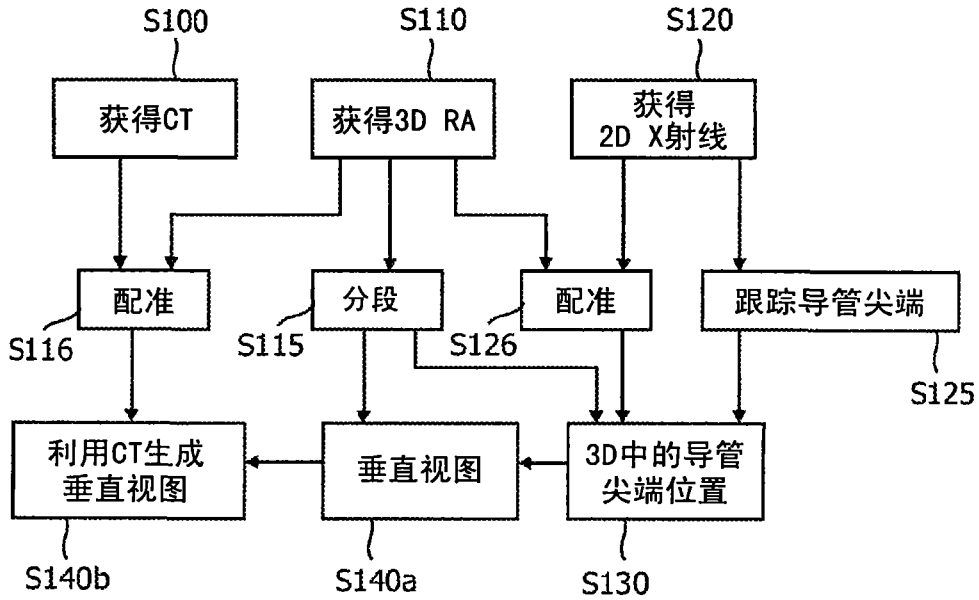 S100
S110
S120
获得CT
获得3D RA
获得
2D X射线
配准
分段
配准
跟踪导管尖端
S116
S115
S126
S125
利用CT生成
垂直视图
垂直视图
3D中的导管
尖端位置
S140b
S140a
S130